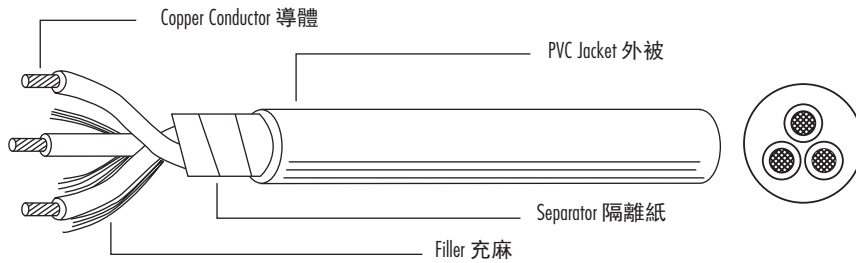 Copper Conductor 導體
PVC Jacket 外被
Separator 隔離紙
Filler 充麻